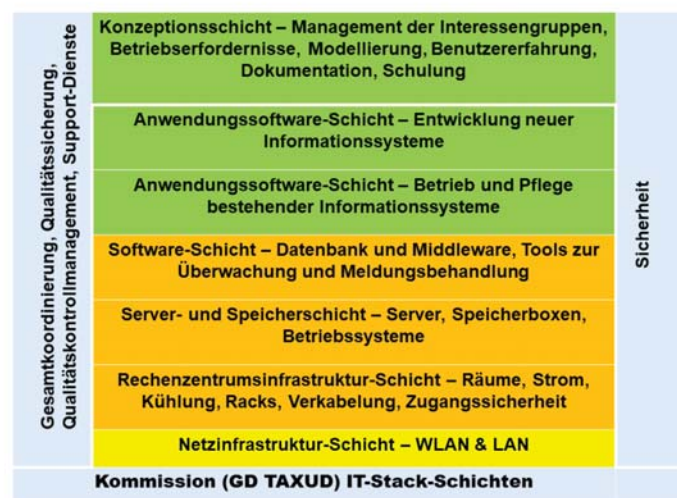 Gesamtkoordinierung, Qualitätssicherung,
Qualitätskontrollmanagement, Support-Dienste
Konzeptionsschicht – Management der Interessengruppen,
Betriebserfordernisse, Modellierung, Benutzererfahrung,
Dokumentation, Schulung
Anwendungssoftware-Schicht – Entwicklung neuer
Informationssysteme
Anwendungssoftware-Schicht – Betrieb und Pflege
bestehender Informationssysteme
Software-Schicht – Datenbank und Middleware, Tools zur
Überwachung und Meldungsbehandlung
Server- und Speicherschicht – Server, Speicherboxen,
Betriebssysteme
Rechenzentrumsinfrastruktur-Schicht – Räume, Strom,
Kühlung, Racks, Verkabelung, Zugangssicherheit
Netzinfrastruktur-Schicht – WLAN & LAN
Sicherheit
Kommission (GD TAXUD) IT-Stack-Schichten